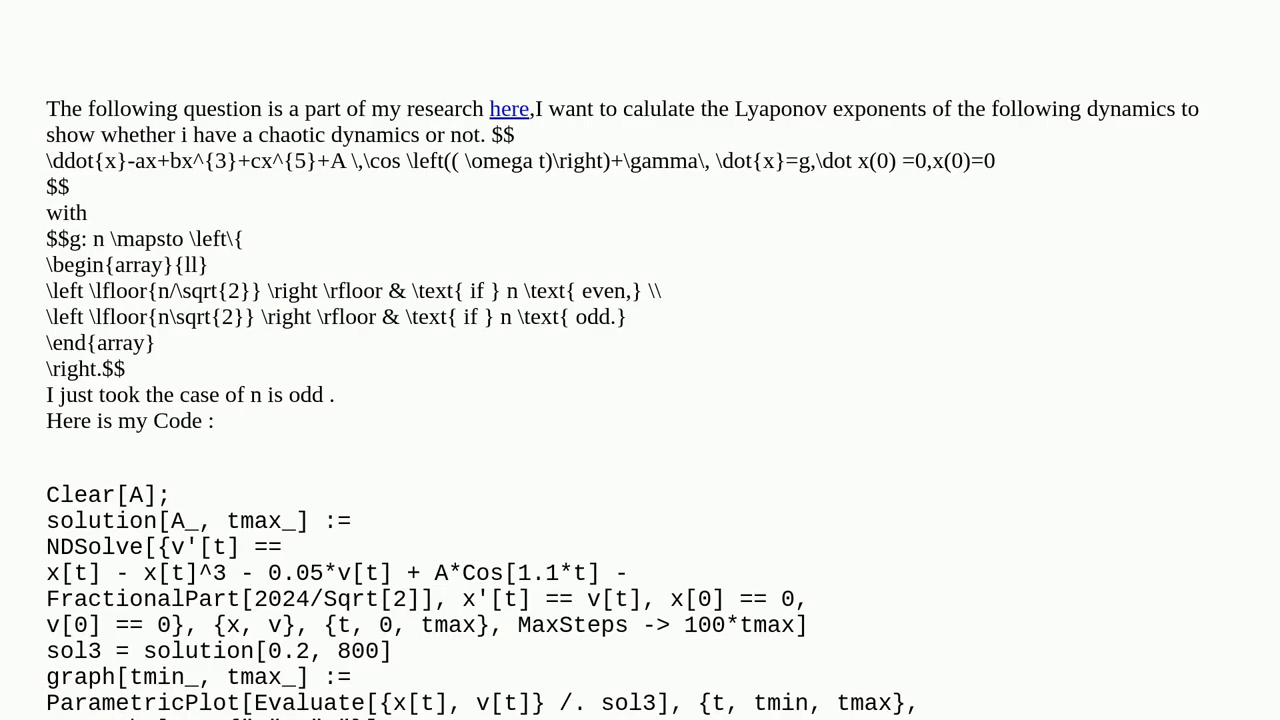 The following question is a part of my research here,I want to calulate the Lyaponov exponents of the following dynamics to
show whether i have a chaotic dynamics or not. $$
\ddot{x}-ax+bx^{3}+cx^{5}+A \,\cos \left(( \omega t)\right)+\gamma\, \dot{x}=g,\dot x(0) =0,x(0)=0
$$
with
$$g: n \mapsto \left\{
\begin{array}{ll}
\left \lfloor{n/\sqrt{2}} \right \rfloor & \text{ if } n \text{ even,} \\
\left \lfloor{n\sqrt{2}} \right \rfloor & \text{ if } n \text{ odd.}
\end{array}
\right.$$
I just took the case of n is odd .
Here is my Code :
Clear[A];
solution[A_, tmax_] :=
NDSolve[{v'[t] ==
x[t] - x[t]^3 - 0.05*v[t] + A*Cos[1.1*t] -
FractionalPart[2024/Sqrt[2]], x'[t] == v[t], x[0] == 0,
v[0] == 0}, {x, v}, {t, 0, tmax}, MaxSteps -> 100*tmax]
sol3 = solution[0.2, 800]
graph[tmin_, tmax_] :=
ParametricPlot[Evaluate[{x[t], v[t]} /. sol3], {t, tmin, tmax},